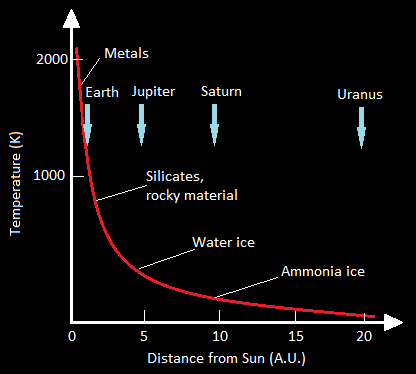 Metals
2000
Earth
Jupiter
Saturn
Uranus
1000
Silicates,
rocky material
Temperature (K)
Water ice
Ammonia ice
0
5
10
15
20
Distance from Sun (A.U.)